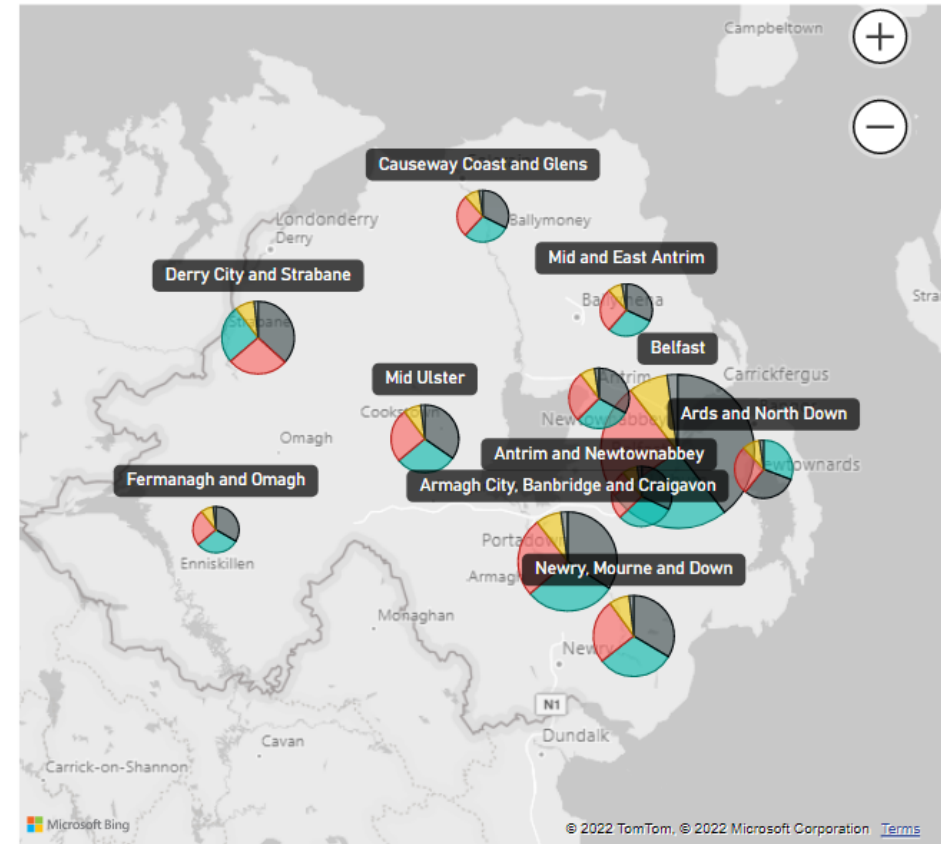 Campbeltown
Causeway Coast and Glens
Londonderry
Derry
Ballymoney
Mid and East Antrim
Derry City and Strabane
Ballymena
Strabane
Belfast
Mid Ulster
Antrim
Carrickfergus
Cookstown
Newtownabbey
Ards and North Down
Omagh
Antrim and Newtownabbey
Fermanagh and Omagh
Armagh City, Banbridge and Craigavon
Portadown
Enniskillen
Newry, Mourne and Down
Monaghan
Newry
N1
Dundalk
Cavan
Carrick-on-Shannon
Microsoft Bing
© 2022 TomTom, © 2022 Microsoft Corporation Terms